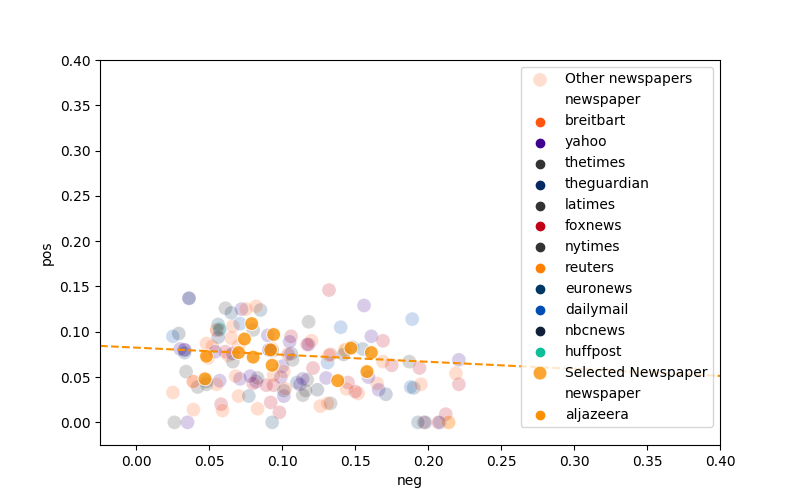 0.40
0.35
0.30
0.25
0.20
0.15
0.10
0.05
0.00
pos
0.00 0.05 0.10 0.15 0.20 0.25 0.30 0.35 0.40
neg
Other newspapers
newspaper
breitbart
yahoo
thetimes
theguardian
latimes
foxnews
nytimes
reuters
euronews
dailymail
nbcnews
huffpost
Selected Newspaper
newspaper
aljazeera